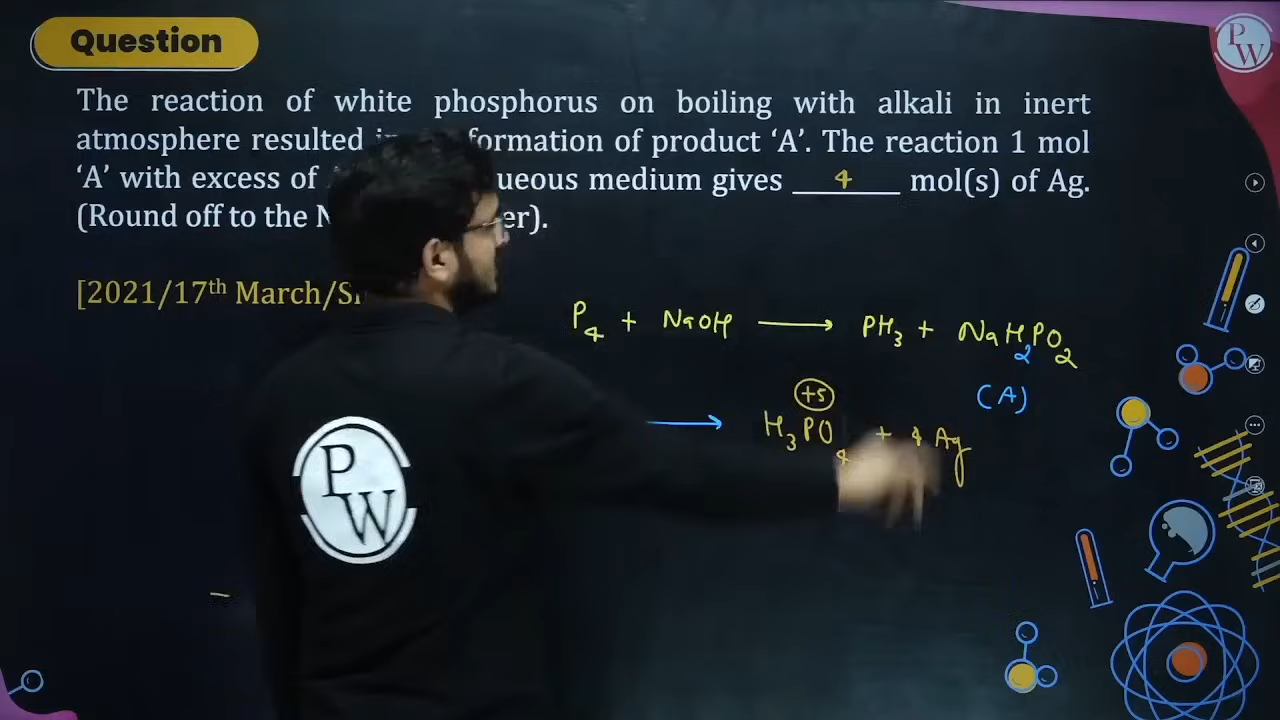 Question
The reaction of white phosphorus on boiling with alkali in inert
atmosphere resulted formation of product ‘A’. The reaction 1 mol
‘A’ with excess of ueous medium gives 4 mol(s) of Ag.
(Round off to the N er).
[2021/17th March/S
P₄ + NaOH ⟶ PH₃ + NaH₂PO₂
+5 (A)
⟶ H₃PO₄ + 4 Ag
PW
PW